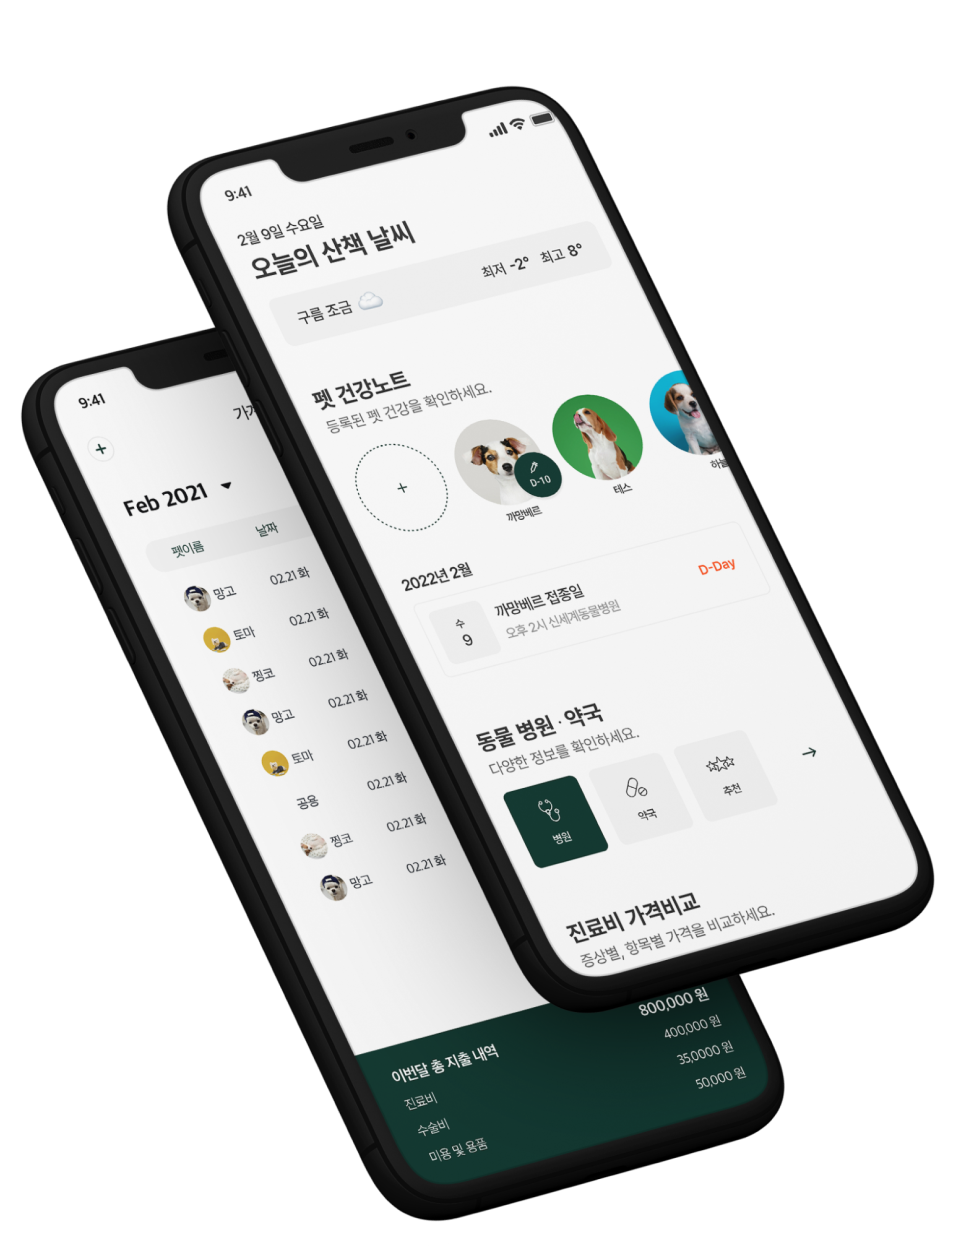 9:41
2월 9일 수요일
오늘의 산책 날씨
구름 조금
최저 -2° 최고 8°
펫 건강노트
등록된 펫 건강을 확인하세요.
+
D-10
까망베르
테스
하늘
2022년 2월
수
9
까망베르 접종일
오후 2시 신세계동물병원
D-Day
동물 병원 · 약국
다양한 정보를 확인하세요.
병원
약국
추천
진료비 가격비교
증상별, 항목별 가격을 비교하세요.
9:41
+
Feb 2021
펫이름 날짜
망고 02.21 화
토마 02.21 화
찡코 02.21 화
망고 02.21 화
토마 02.21 화
공용 02.21 화
찡코 02.21 화
망고 02.21 화
이번달 총 지출 내역 800,000 원
진료비 400,000 원
수술비 35,0000 원
미용 및 용품 50,000 원